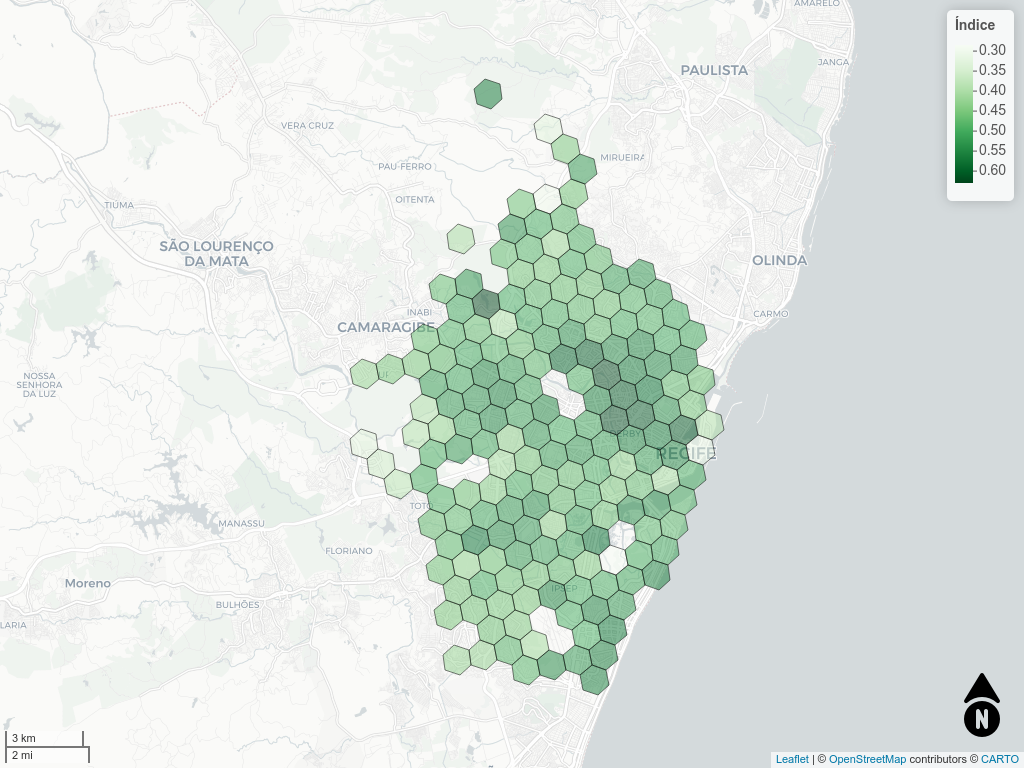 AMARELO
Índice
0.30
0.35
0.40
0.45
0.50
0.55
0.60
JANGA
PAULISTA
VERA CRUZ
MIRUEIRA
PAU-FERRO
OITENTA
TIÚMA
SÃO LOURENÇO
DA MATA
OLINDA
INABI
CARMO
CAMARAGIBE
NOSSA
SENHORA
DA LUZ
RECIFE
TOTÓ
MANASSU
FLORIANO
Moreno
IPSEP
BULHÕES
LARIA
N
3 km
2 mi
Leaflet | © OpenStreetMap contributors © CARTO